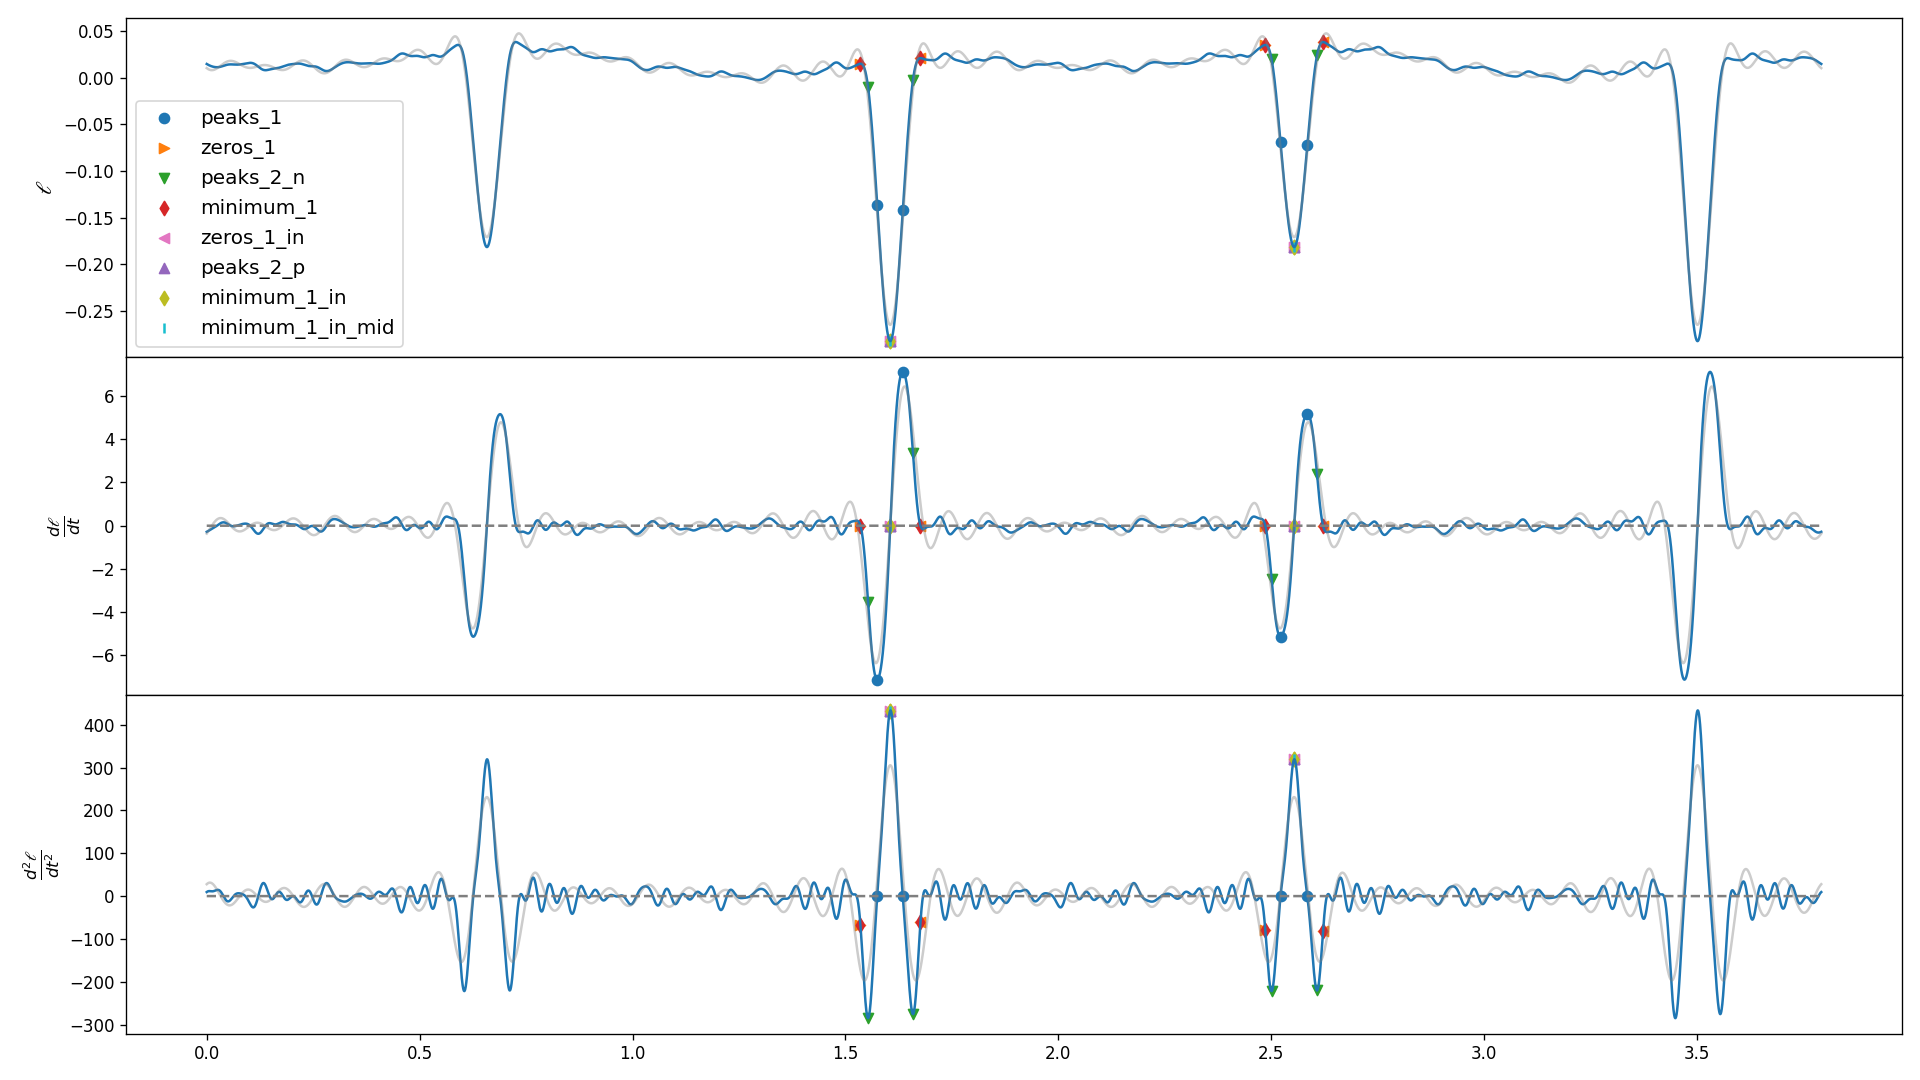 0.05
0.00
−0.05
−0.10
−0.15
−0.20
−0.25
ℓ
peaks_1
zeros_1
peaks_2_n
minimum_1
zeros_1_in
peaks_2_p
minimum_1_in
minimum_1_in_mid
6
4
2
0
−2
−4
−6
dℓ
dt
400
300
200
100
0
−100
−200
−300
d²ℓ
dt²
0.0 0.5 1.0 1.5 2.0 2.5 3.0 3.5